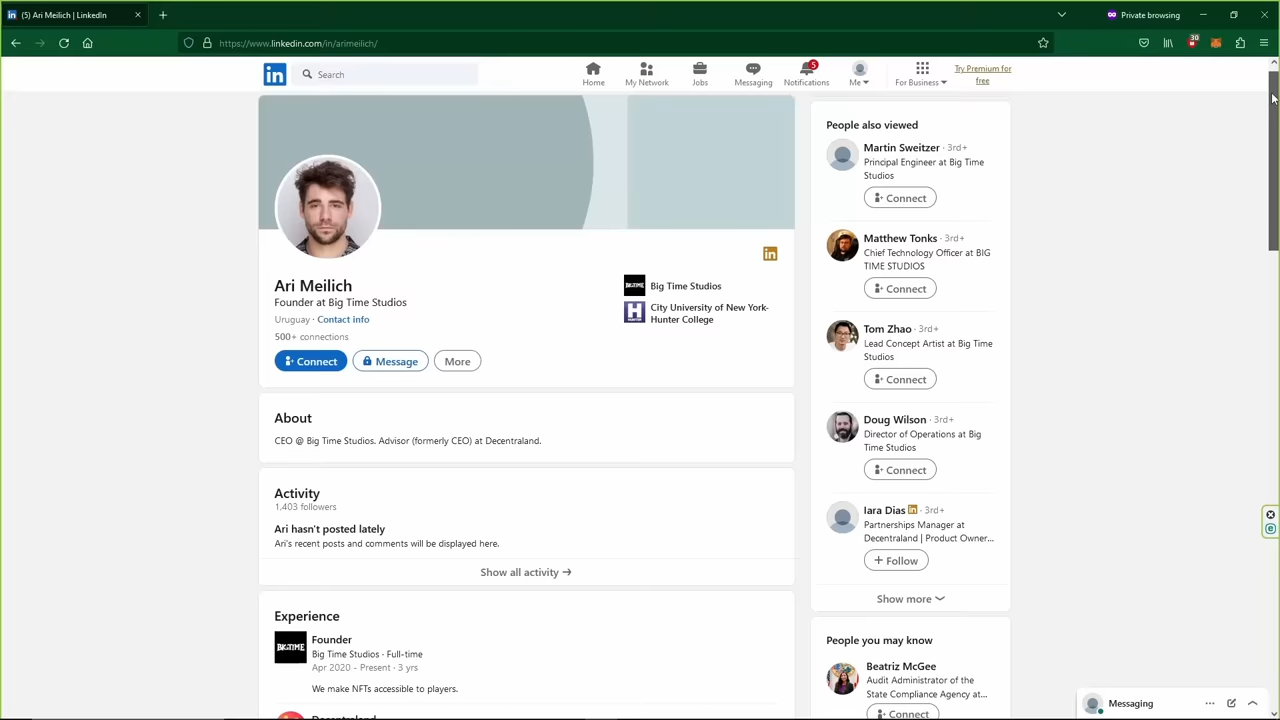 (5) Ari Meilich | LinkedIn
Private browsing
https://www.linkedin.com/in/arimeilich/
30
in
Search
Home
My Network
Jobs
Messaging
5
Notifications
Me
For Business
Try Premium for
free
Ari Meilich
Founder at Big Time Studios
Uruguay · Contact info
500+ connections
Connect
Message
More
in
BIGTIME
Big Time Studios
City University of New York-
Hunter College
About
CEO @ Big Time Studios. Advisor (formerly CEO) at Decentraland.
Activity
1,403 followers
Ari hasn't posted lately
Ari's recent posts and comments will be displayed here.
Show all activity →
Experience
BIGTIME
Founder
Big Time Studios · Full-time
Apr 2020 - Present · 3 yrs
We make NFTs accessible to players.
People also viewed
Martin Sweitzer · 3rd+
Principal Engineer at Big Time
Studios
Connect
Matthew Tonks · 3rd+
Chief Technology Officer at BIG
TIME STUDIOS
Connect
Tom Zhao · 3rd+
Lead Concept Artist at Big Time
Studios
Connect
Doug Wilson · 3rd+
Director of Operations at Big
Time Studios
Connect
Iara Dias in · 3rd+
Partnerships Manager at
Decentraland | Product Owner...
+ Follow
Show more
People you may know
Beatriz McGee
Audit Administrator of the
State Compliance Agency at...
Connect
Messaging